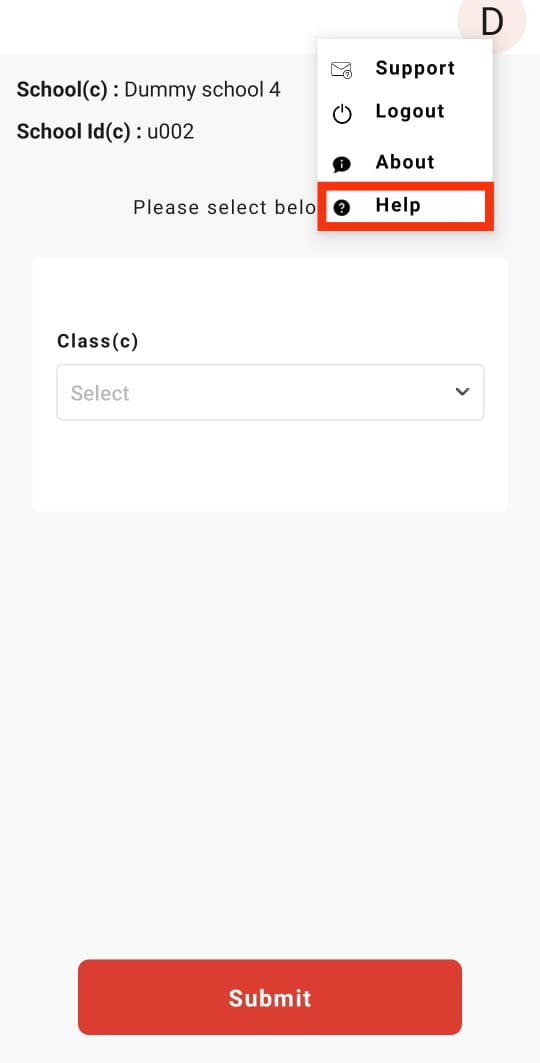 D
Support
Logout
About
Help
School(c) : Dummy school 4
School Id(c) : u002
Please select belo
Class(c)
Select
Submit